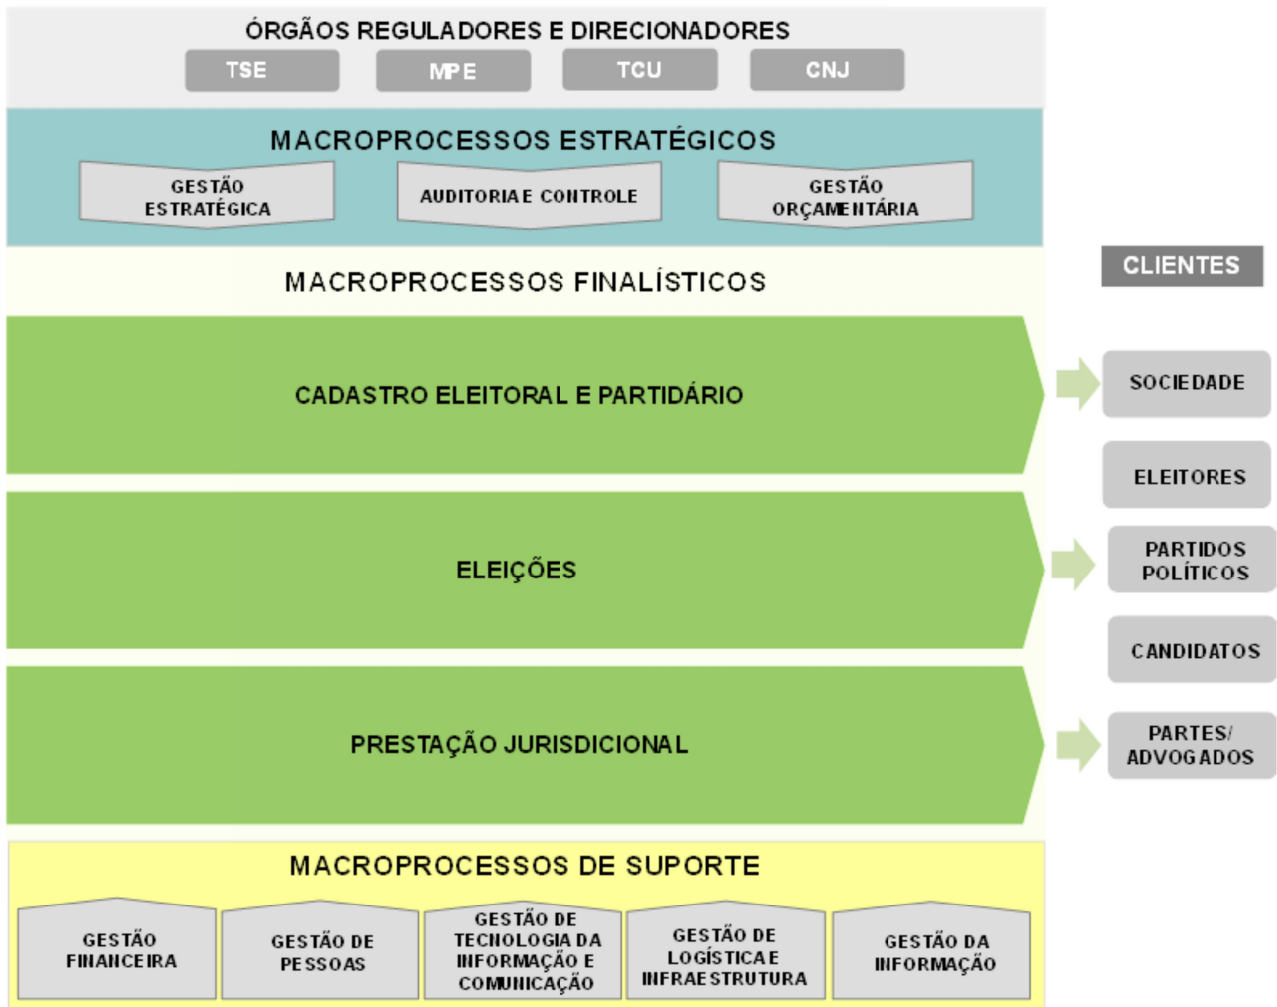 ÓRGÃOS REGULADORES E DIRECIONADORES
TSE
MPE
TCU
CNJ
MACROPROCESSOS ESTRATÉGICOS
GESTÃO
ESTRATÉGICA
AUDITORIA E CONTROLE
GESTÃO
ORÇAMENTÁRIA
MACROPROCESSOS FINALÍSTICOS
CADASTRO ELEITORAL E PARTIDÁRIO
ELEIÇÕES
PRESTAÇÃO JURISDICIONAL
CLIENTES
SOCIEDADE
ELEITORES
PARTIDOS
POLÍTICOS
CANDIDATOS
PARTES/
ADVOGADOS
MACROPROCESSOS DE SUPORTE
GESTÃO
FINANCEIRA
GESTÃO DE
PESSOAS
GESTÃO DE
TECNOLOGIA DA
INFORMAÇÃO E
COMUNICAÇÃO
GESTÃO DE
LOGÍSTICA E
INFRAESTRUTURA
GESTÃO DA
INFORMAÇÃO